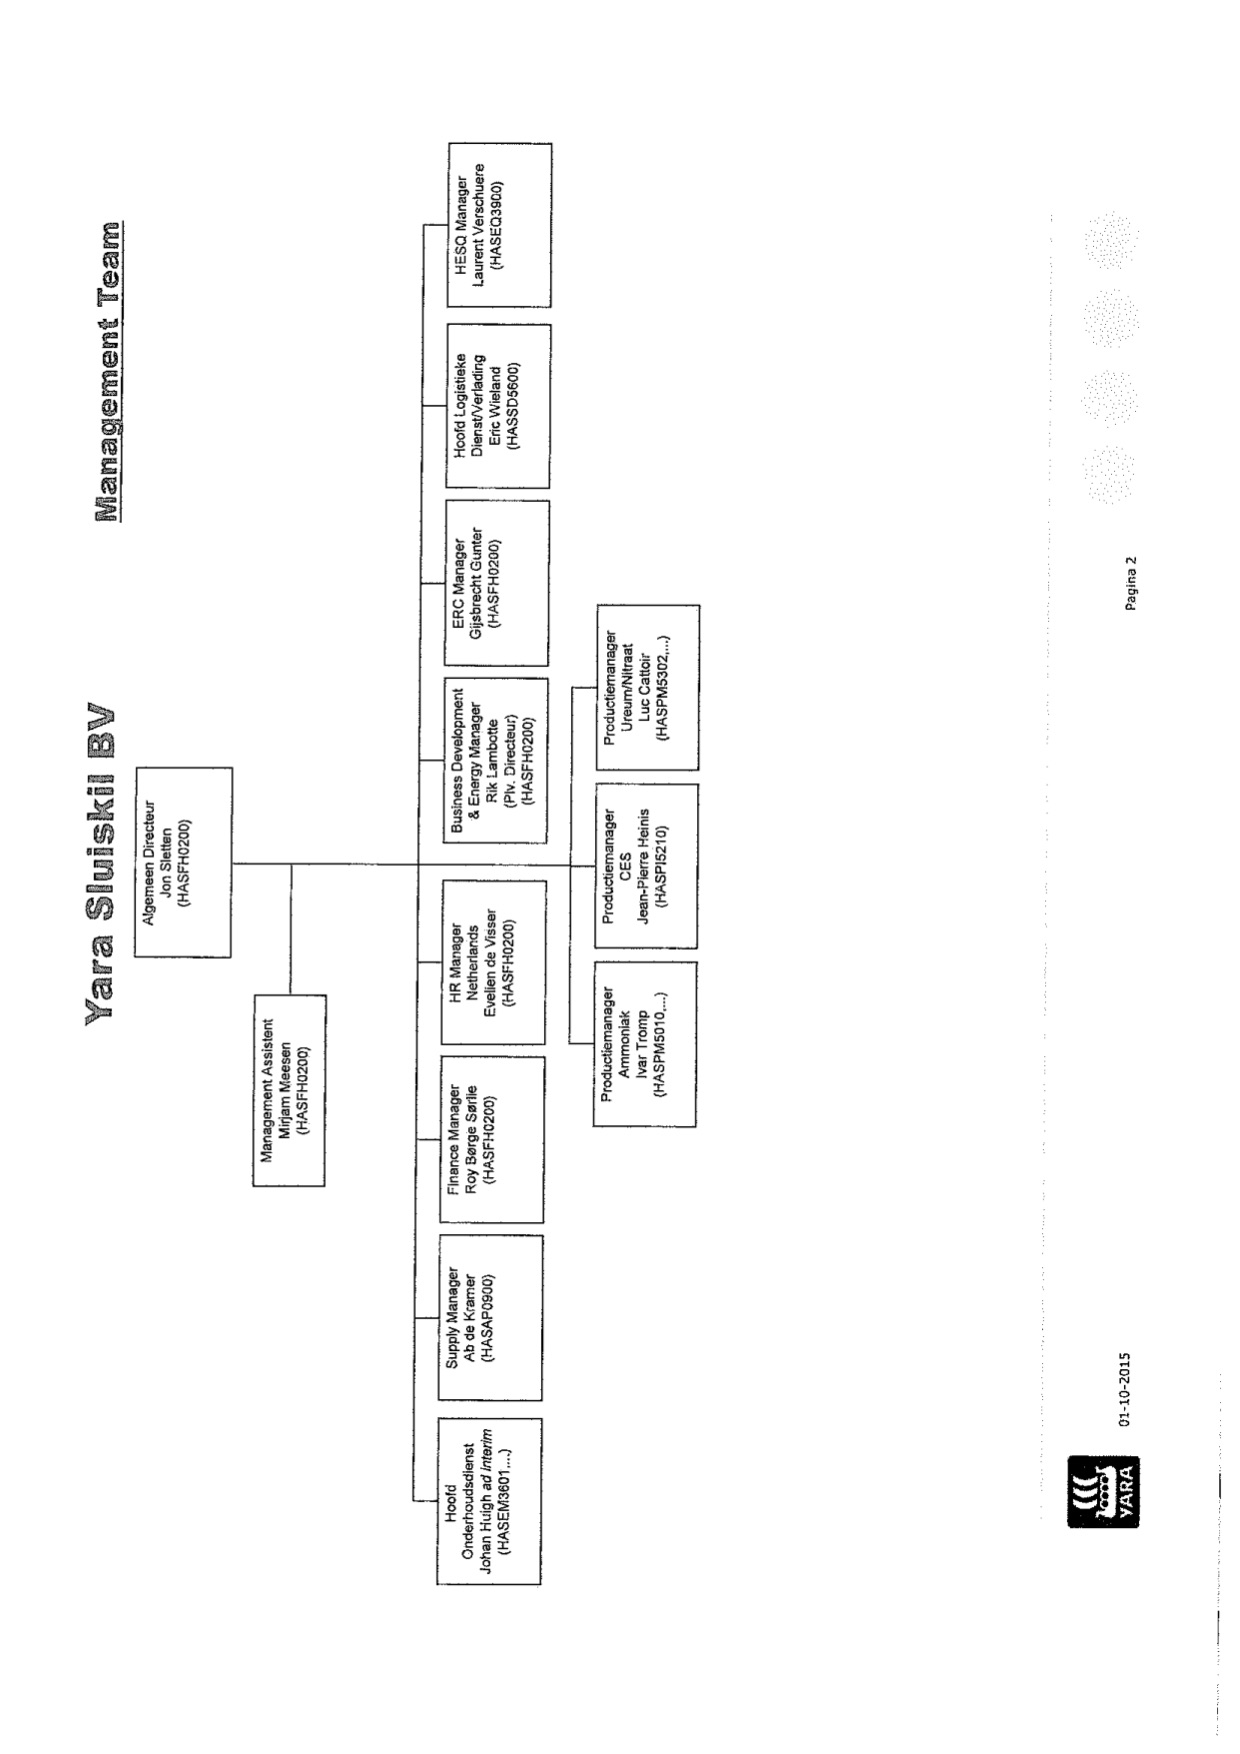 Yara Sluiskil BV
Management Team
Algemeen Directeur
Jon Sletten
(HASFH0200)
Management Assistent
Mirjam Meesen
(HASFH0200)
Hoofd
Onderhoudsdienst
Johan Huigh ad interim
(HASEM3601....)
Supply Manager
Ab de Kramer
(HASAP0900)
Finance Manager
Roy Børge Sørlie
(HASFH0200)
HR Manager
Netherlands
Evelien de Visser
(HASFH0200)
Business Development
& Energy Manager
Rik Lambotte
(Plv. Directeur)
(HASFH0200)
ERC Manager
Gijsbrecht Gunter
(HASFH0200)
Hoofd Logistieke
Dienst/Verlading
Eric Wieland
(HASSD5600)
HESQ Manager
Laurent Verschuere
(HASEQ3900)
Productiemanager
Ammoniak
Ivar Tromp
(HASPM5010,...)
Productiemanager
CES
Jean-Pierre Heinis
(HASPI5210)
Productiemanager
Ureum/Nitraat
Luc Cattoir
(HASPM5302,...)
YARA
01-10-2015
Pagina 2